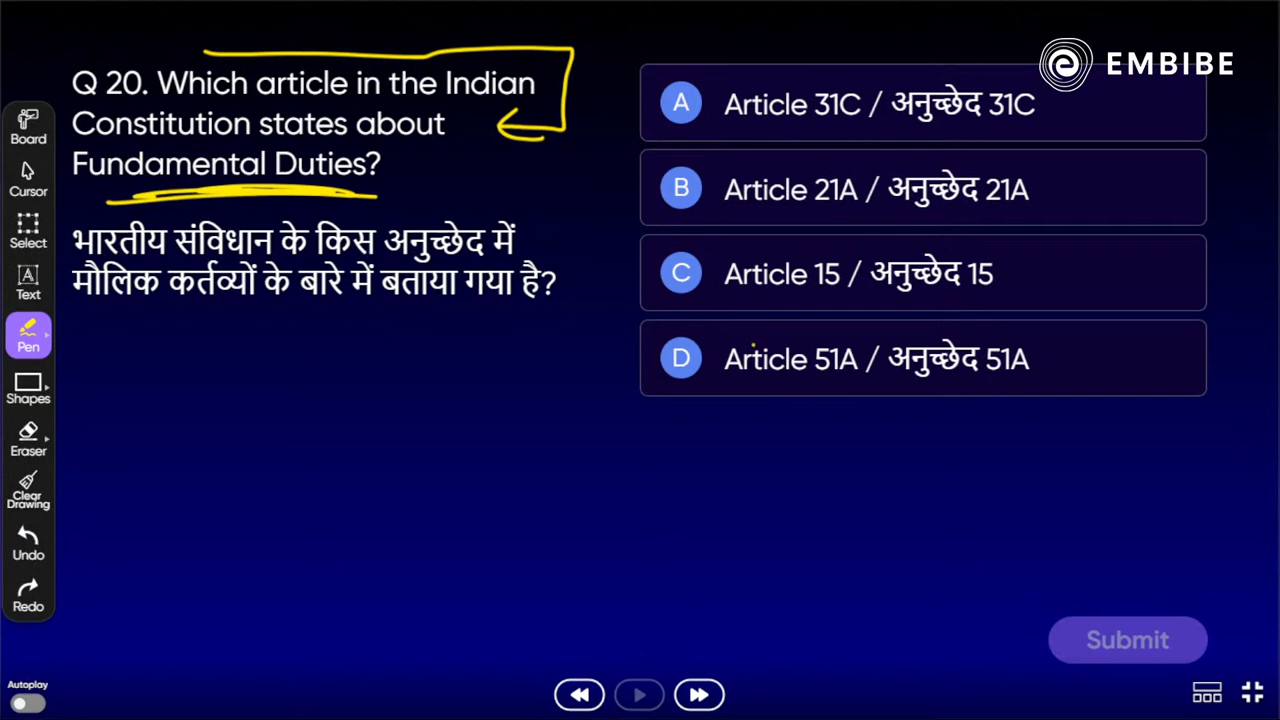 EMBIBE
Q 20. Which article in the Indian
Constitution states about
Fundamental Duties?
भारतीय संविधान के किस अनुच्छेद में
मौलिक कर्तव्यों के बारे में बताया गया है?
A Article 31C / अनुच्छेद 31C
B Article 21A / अनुच्छेद 21A
C Article 15 / अनुच्छेद 15
D Article 51A / अनुच्छेद 51A
Board
Cursor
Select
Text
Pen
Shapes
Eraser
Clear
Drawing
Undo
Redo
Submit
Autoplay